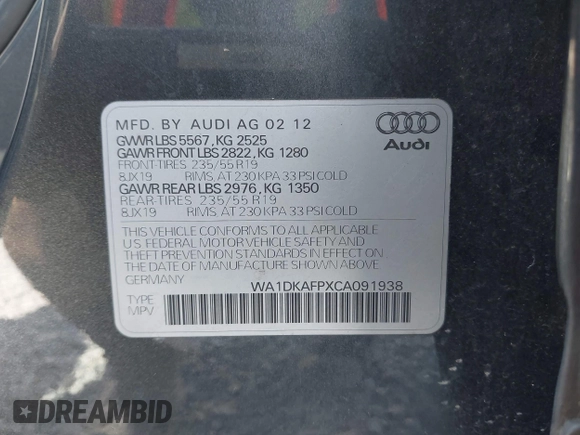 MFD. BY AUDI AG 02 12
GVWR LBS 5567, KG 2525
GAWR FRONT LBS 2822, KG 1280
FRONT-TIRES 235/55 R19
8JX19 RIMS, AT 230 KPA 33 PSI COLD
GAWR REAR LBS 2976, KG 1350
REAR-TIRES 235/55 R19
8JX19 RIMS, AT 230 KPA 33 PSI COLD
Audi
THIS VEHICLE CONFORMS TO ALL APPLICABLE
U.S. FEDERAL MOTOR VEHICLE SAFETY AND
THEFT PREVENTION STANDARDS IN EFFECT ON
THE DATE OF MANUFACTURE SHOWN ABOVE
GERMANY
WA1DKAFPXCA091938
TYPE
MPV
DREAMBID